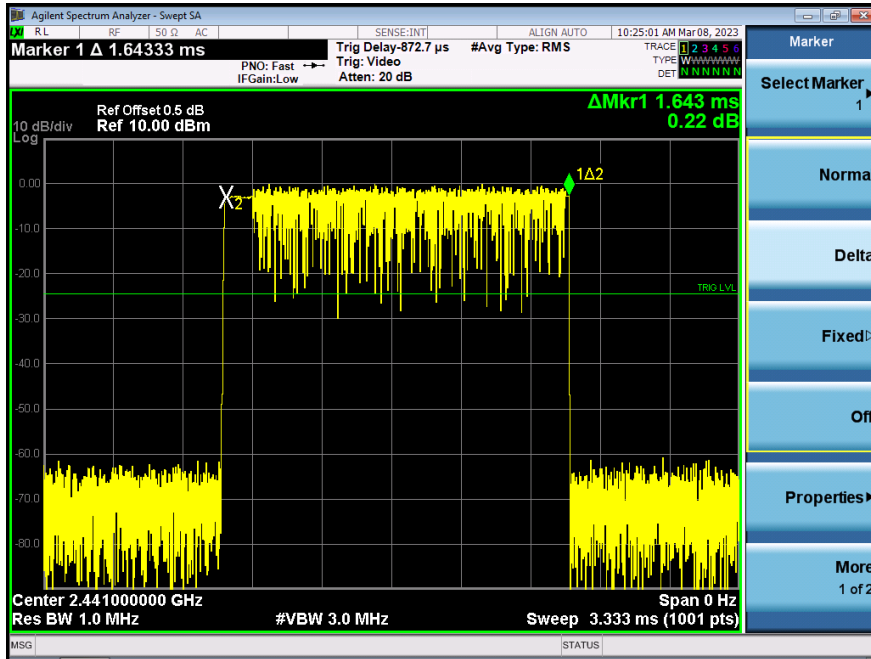 Agilent Spectrum Analyzer - Swept SA
LXI RL RF 50 Ω AC SENSE:INT ALIGN AUTO 10:25:01 AM Mar 08, 2023
Marker 1 Δ 1.64333 ms
PNO: Fast
IFGain:Low
Trig Delay-872.7 µs
Trig: Video
Atten: 20 dB
#Avg Type: RMS
TRACE 1 2 3 4 5 6
TYPE WWWWWW
DET N N N N N N
ΔMkr1 1.643 ms
0.22 dB
Ref Offset 0.5 dB
10 dB/div Ref 10.00 dBm
Log
0.00
-10.0
-20.0
-30.0
-40.0
-50.0
-60.0
-70.0
-80.0
X2
1Δ2
TRIG LVL
Center 2.441000000 GHz Span 0 Hz
Res BW 1.0 MHz #VBW 3.0 MHz Sweep 3.333 ms (1001 pts)
MSG STATUS
Marker
Select Marker
1
Norma
Delta
Fixed
Off
Properties
More
1 of 2